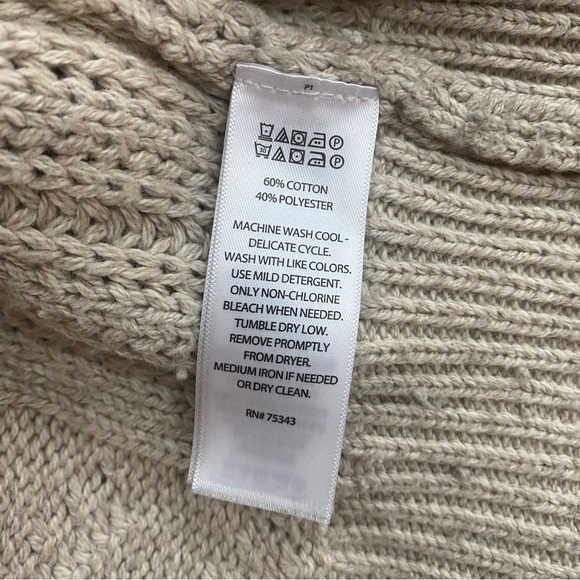 P1
30
P
P
60% COTTON
40% POLYESTER
MACHINE WASH COOL -
DELICATE CYCLE.
WASH WITH LIKE COLORS.
USE MILD DETERGENT.
ONLY NON-CHLORINE
BLEACH WHEN NEEDED.
TUMBLE DRY LOW.
REMOVE PROMPTLY
FROM DRYER.
MEDIUM IRON IF NEEDED
OR DRY CLEAN.
RN# 75343